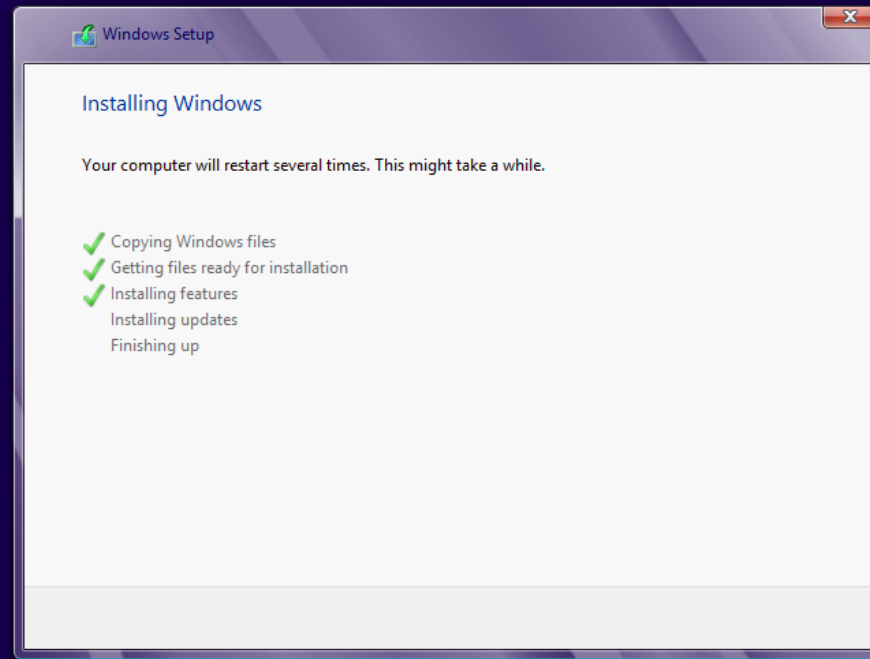 Windows Setup
Installing Windows
Your computer will restart several times. This might take a while.
Copying Windows files
Getting files ready for installation
Installing features
Installing updates
Finishing up